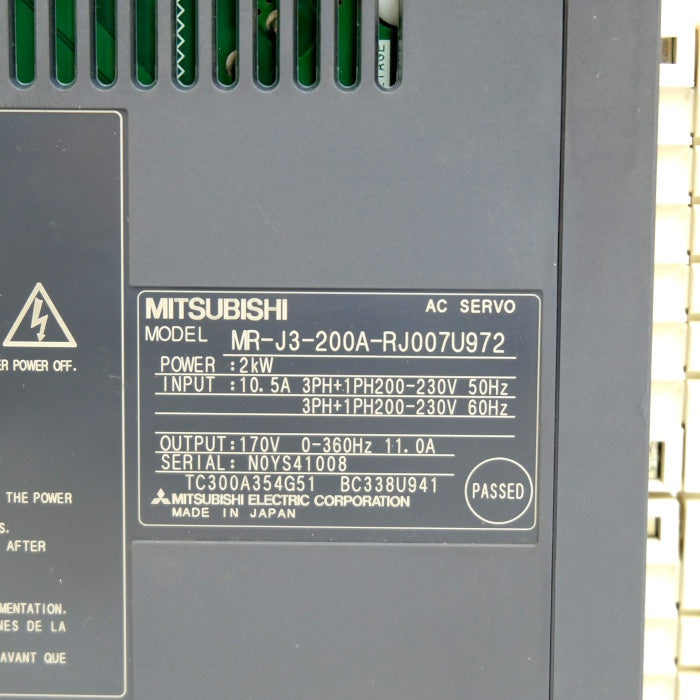 TAGE
MITSUBISHI AC SERVO
MODEL MR-J3-200A-RJ007U972
POWER :2kW
INPUT :10.5A 3PH+1PH200-230V 50Hz
3PH+1PH200-230V 60Hz
OUTPUT:170V 0-360Hz 11.0A
SERIAL: N0YS41008
TC300A354G51 BC338U941
MITSUBISHI ELECTRIC CORPORATION
MADE IN JAPAN
PASSED
ER POWER OFF.
THE POWER
S.
AFTER
MENTATION.
NES DE LA
AVANT QUE